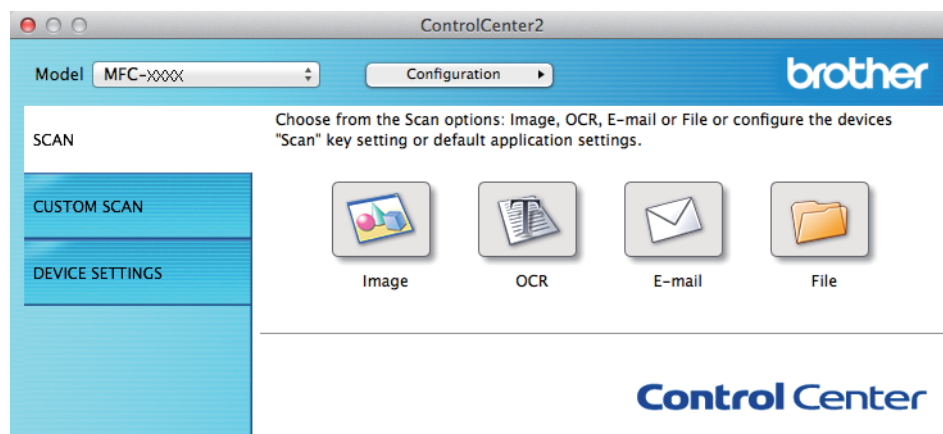 ControlCenter2
Model MFC-XXXX Configuration brother
SCAN
Choose from the Scan options: Image, OCR, E-mail or File or configure the devices
"Scan" key setting or default application settings.
CUSTOM SCAN
DEVICE SETTINGS
Image OCR E-mail File
Control Center